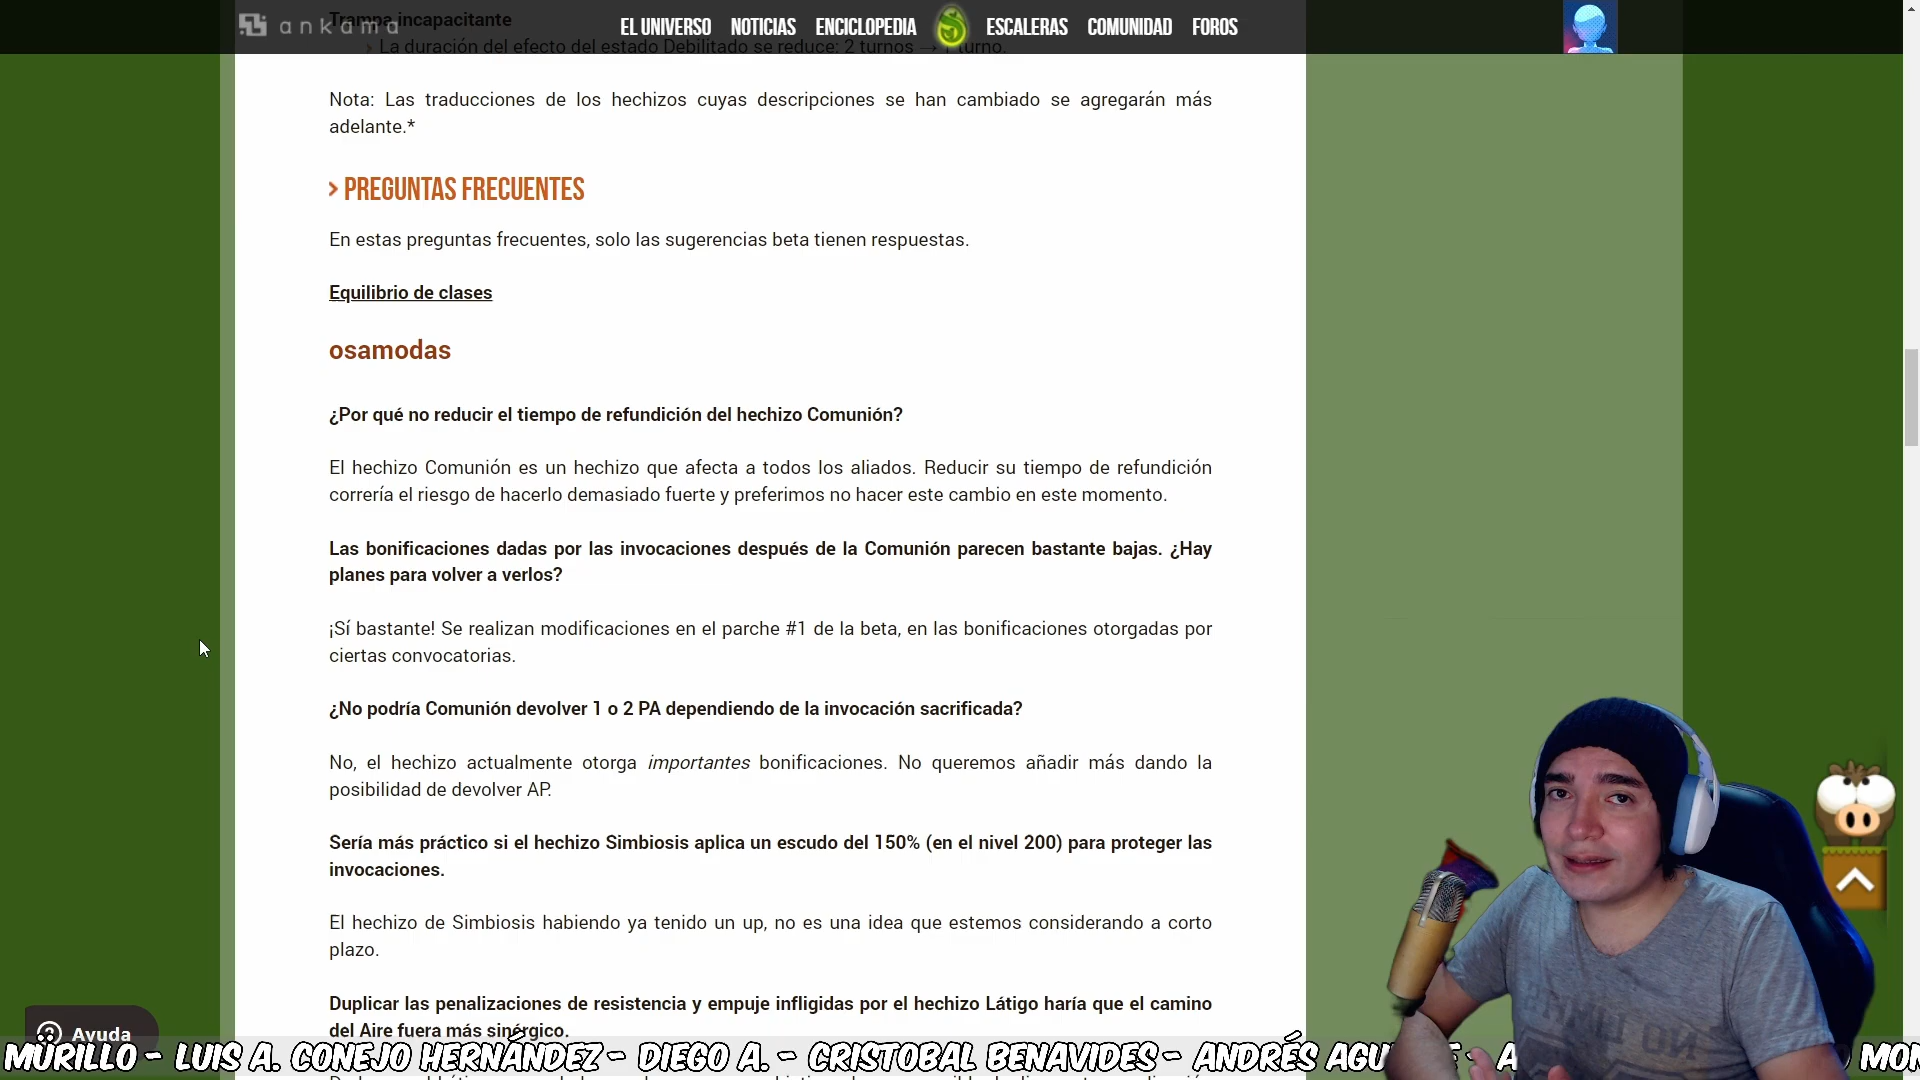 Trampa incapacitante
ankama
EL UNIVERSO NOTICIAS ENCICLOPEDIA ESCALERAS COMUNIDAD FOROS
La duración del efecto del estado Debilitado se reduce: 2 turnos → 1 turno.
Nota: Las traducciones de los hechizos cuyas descripciones se han cambiado se agregarán más
adelante.*
> PREGUNTAS FRECUENTES
En estas preguntas frecuentes, solo las sugerencias beta tienen respuestas.
Equilibrio de clases
osamodas
¿Por qué no reducir el tiempo de refundición del hechizo Comunión?
El hechizo Comunión es un hechizo que afecta a todos los aliados. Reducir su tiempo de refundición
correría el riesgo de hacerlo demasiado fuerte y preferimos no hacer este cambio en este momento.
Las bonificaciones dadas por las invocaciones después de la Comunión parecen bastante bajas. ¿Hay
planes para volver a verlos?
¡Sí bastante! Se realizan modificaciones en el parche #1 de la beta, en las bonificaciones otorgadas por
ciertas convocatorias.
¿No podría Comunión devolver 1 o 2 PA dependiendo de la invocación sacrificada?
No, el hechizo actualmente otorga importantes bonificaciones. No queremos añadir más dando la
posibilidad de devolver AP.
Sería más práctico si el hechizo Simbiosis aplica un escudo del 150% (en el nivel 200) para proteger las
invocaciones.
El hechizo de Simbiosis habiendo ya tenido un up, no es una idea que estemos considerando a corto
plazo.
Duplicar las penalizaciones de resistencia y empuje infligidas por el hechizo Látigo haría que el camino
del Aire fuera más sinérgico.
Ayuda
MURILLO - LUIS A. CONEJO HERNÁNDEZ - DIEGO A. - CRISTOBAL BENAVIDES - ANDRÉS